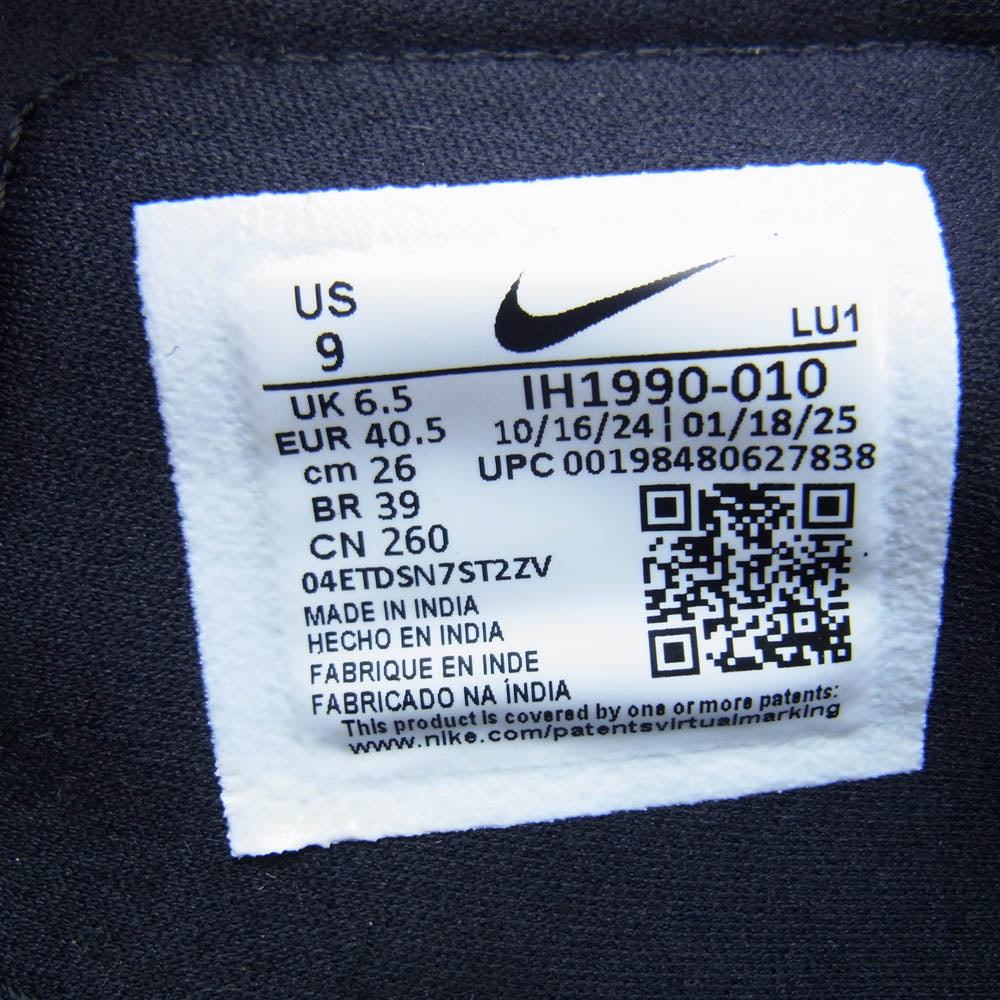 US
9
LU1
UK 6.5
EUR 40.5
cm 26
BR 39
CN 260
IH1990-010
10/16/24 | 01/18/25
UPC 00198480627838
04ETDSN7ST2ZV
MADE IN INDIA
HECHO EN INDIA
FABRIQUE EN INDE
FABRICADO NA ÍNDIA
This product is covered by one or more patents:
www.nike.com/patentsvirtualmarking